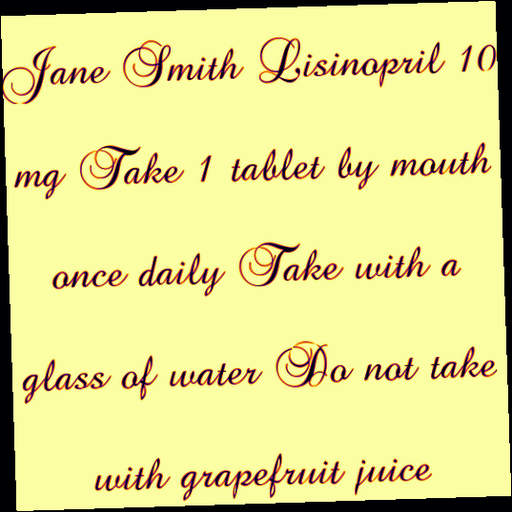 Jane Smith Lisinopril 10
mg Take 1 tablet by mouth
once daily Take with a
glass of water Do not take
with grapefruit juice